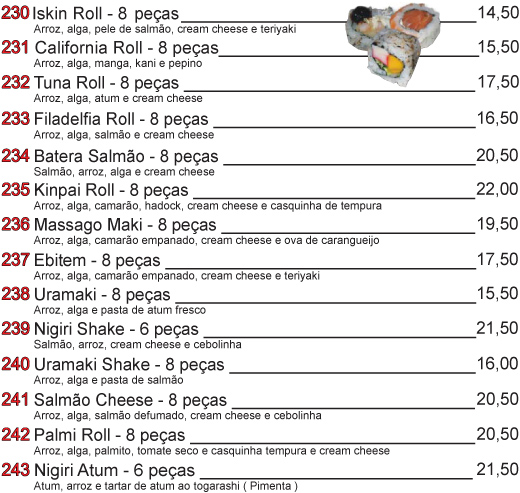 230 Iskin Roll - 8 peças 14,50
Arroz, alga, pele de salmão, cream cheese e teriyaki
231 California Roll - 8 peças 15,50
Arroz, alga, manga, kani e pepino
232 Tuna Roll - 8 peças 17,50
Arroz, alga, atum e cream cheese
233 Filadelfia Roll - 8 peças 16,50
Arroz, alga, salmão e cream cheese
234 Batera Salmão - 8 peças 20,50
Salmão, arroz, alga e cream cheese
235 Kinpai Roll - 8 peças 22,00
Arroz, alga, camarão, hadock, cream cheese e casquinha de tempura
236 Massago Maki - 8 peças 19,50
Arroz, alga, camarão empanado, cream cheese e ova de carangueijo
237 Ebitem - 8 peças 17,50
Arroz, alga, camarão empanado, cream cheese e teriyaki
238 Uramaki - 8 peças 15,50
Arroz, alga e pasta de atum fresco
239 Nigiri Shake - 6 peças 21,50
Salmão, arroz, cream cheese e cebolinha
240 Uramaki Shake - 8 peças 16,00
Arroz, alga e pasta de salmão
241 Salmão Cheese - 8 peças 20,50
Arroz, alga, salmão defumado, cream cheese e cebolinha
242 Palmi Roll - 8 peças 20,50
Arroz, alga, palmito, tomate seco e casquinha tempura e cream cheese
243 Nigiri Atum - 6 peças 21,50
Atum, arroz e tartar de atum ao togarashi ( Pimenta )